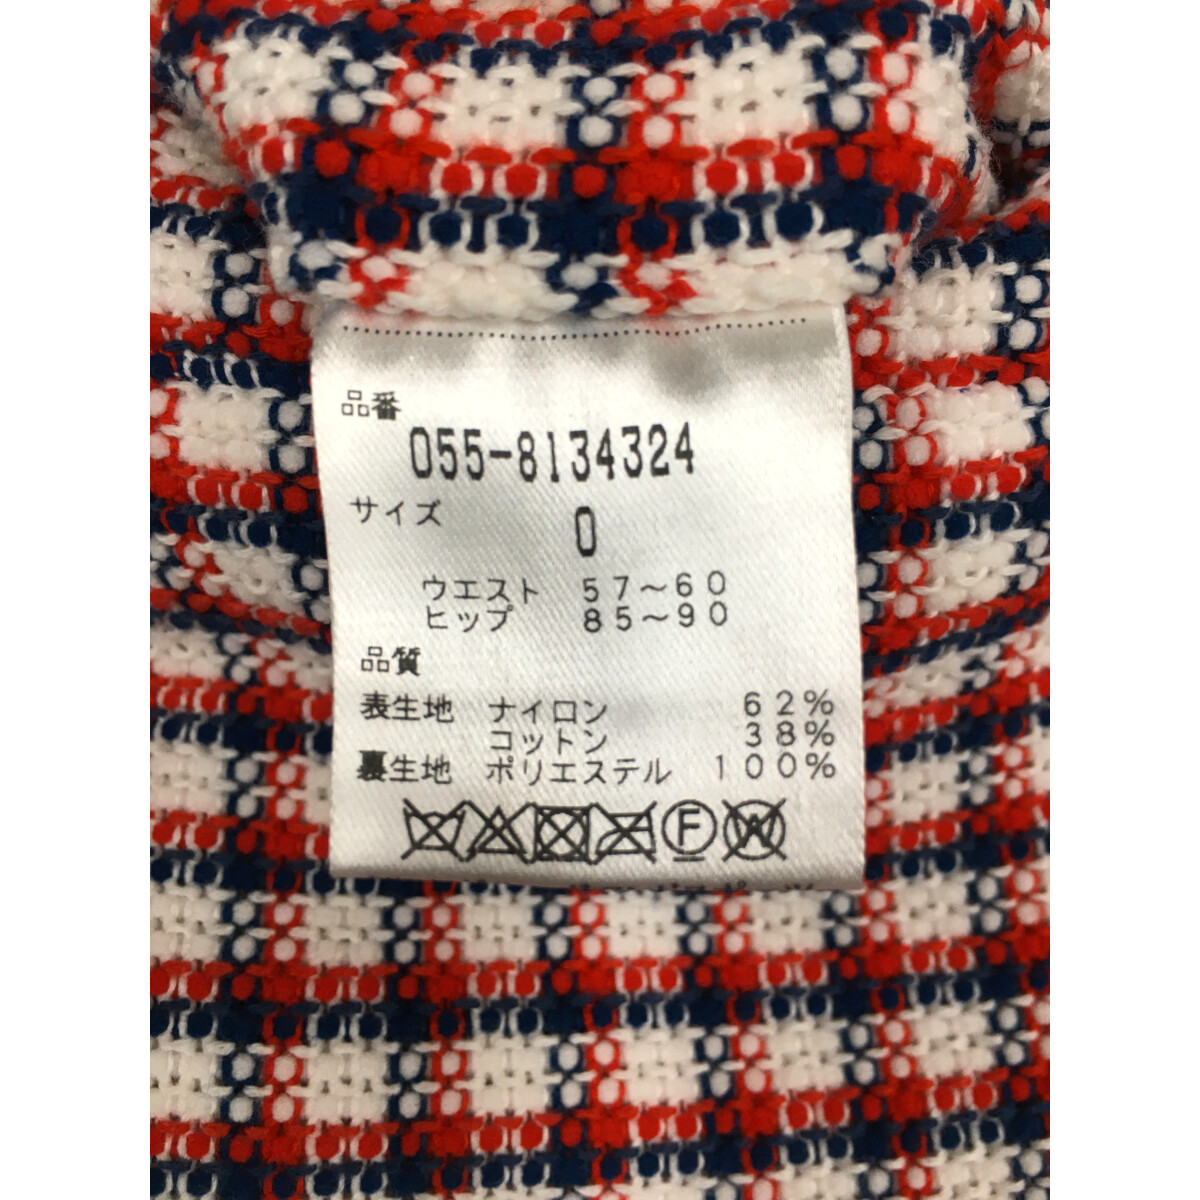 品番
055-8134324
サイズ
0
ウエスト 57〜60
ヒップ 85〜90
品質
表生地 ナイロン 62%
コットン 38%
裏生地 ポリエステル 100%
F W